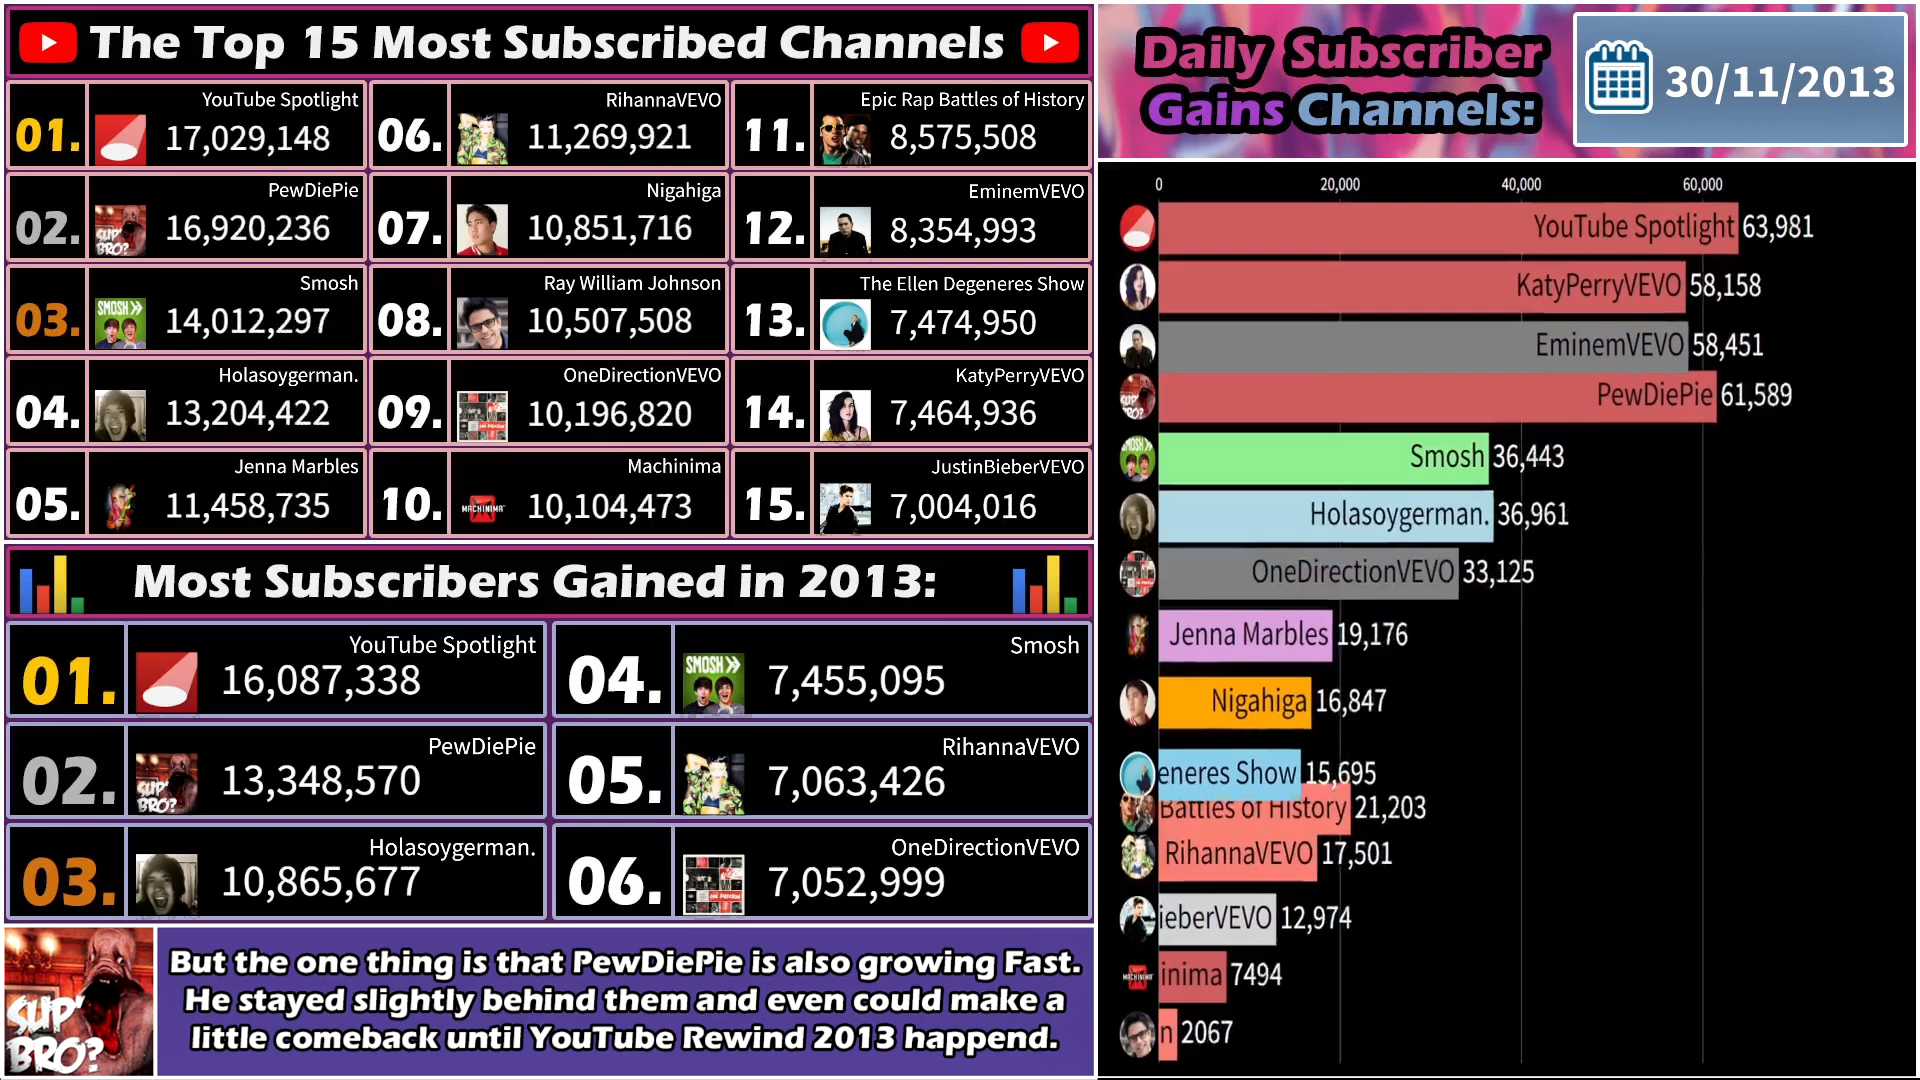 The Top 15 Most Subscribed Channels
01.
YouTube Spotlight
17,029,148
02.
PewDiePie
16,920,236
03.
Smosh
14,012,297
04.
Holasoygerman.
13,204,422
05.
Jenna Marbles
11,458,735
06.
RihannaVEVO
11,269,921
07.
Nigahiga
10,851,716
08.
Ray William Johnson
10,507,508
09.
OneDirectionVEVO
10,196,820
10.
Machinima
10,104,473
MACHINIMA
11.
Epic Rap Battles of History
8,575,508
12.
EminemVEVO
8,354,993
13.
The Ellen Degeneres Show
7,474,950
14.
KatyPerryVEVO
7,464,936
15.
JustinBieberVEVO
7,004,016
Most Subscribers Gained in 2013:
01.
YouTube Spotlight
16,087,338
02.
PewDiePie
13,348,570
03.
Holasoygerman.
10,865,677
04.
Smosh
7,455,095
SMOSH
05.
RihannaVEVO
7,063,426
06.
OneDirectionVEVO
7,052,999
SUP'
BRO?
But the one thing is that PewDiePie is also growing Fast.
He stayed slightly behind them and even could make a
little comeback until YouTube Rewind 2013 happend.
Daily Subscriber
Gains Channels:
30/11/2013
0 20,000 40,000 60,000
YouTube Spotlight 63,981
KatyPerryVEVO 58,158
EminemVEVO 58,451
PewDiePie 61,589
Smosh 36,443
Holasoygerman. 36,961
OneDirectionVEVO 33,125
Jenna Marbles 19,176
Nigahiga 16,847
eneres Show 15,695
Battles of History 21,203
RihannaVEVO 17,501
ieberVEVO 12,974
inima 7494
n 2067